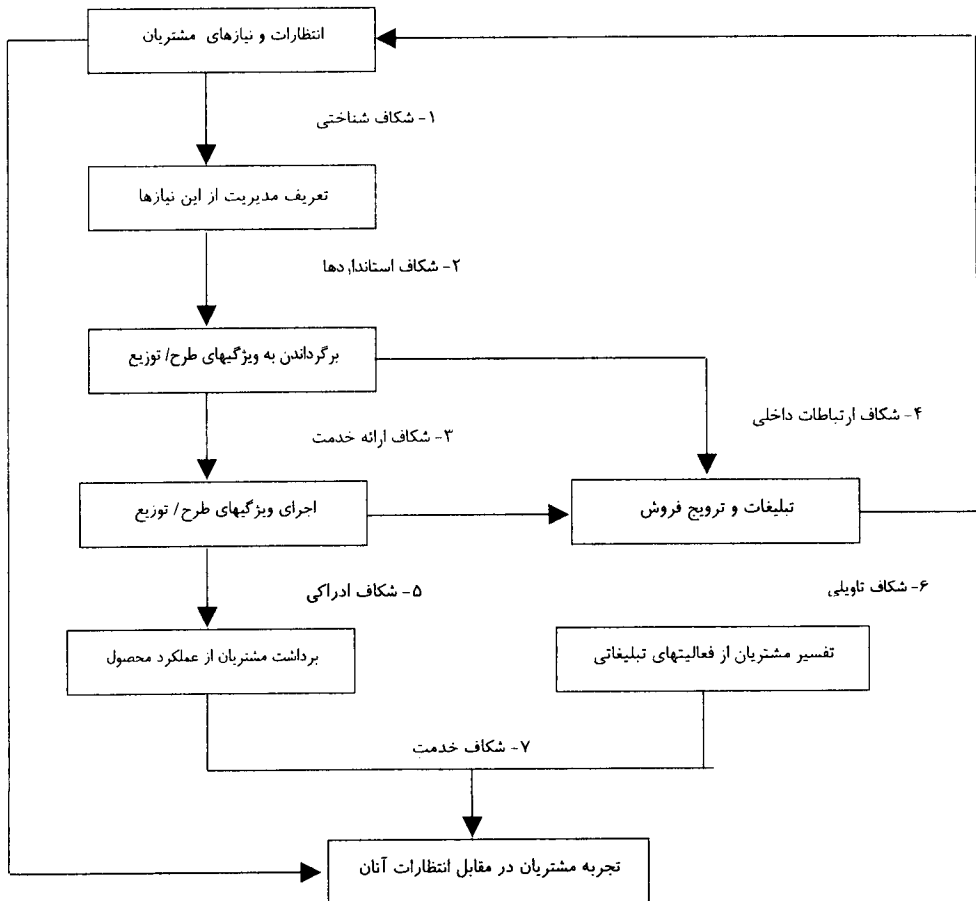 انتظارات و نیازهای مشتریان
۱- شکاف شناختی
تعریف مدیریت از این نیازها
۲- شکاف استانداردها
برگرداندن به ویژگیهای طرح/ توزیع
۳- شکاف ارائه خدمت
۴- شکاف ارتباطات داخلی
اجرای ویژگیهای طرح/ توزیع
تبلیغات و ترویج فروش
۵- شکاف ادراکی
۶- شکاف تاویلی
برداشت مشتریان از عملکرد محصول
تفسیر مشتریان از فعالیتهای تبلیغاتی
۷- شکاف خدمت
تجربه مشتریان در مقابل انتظارات آنان